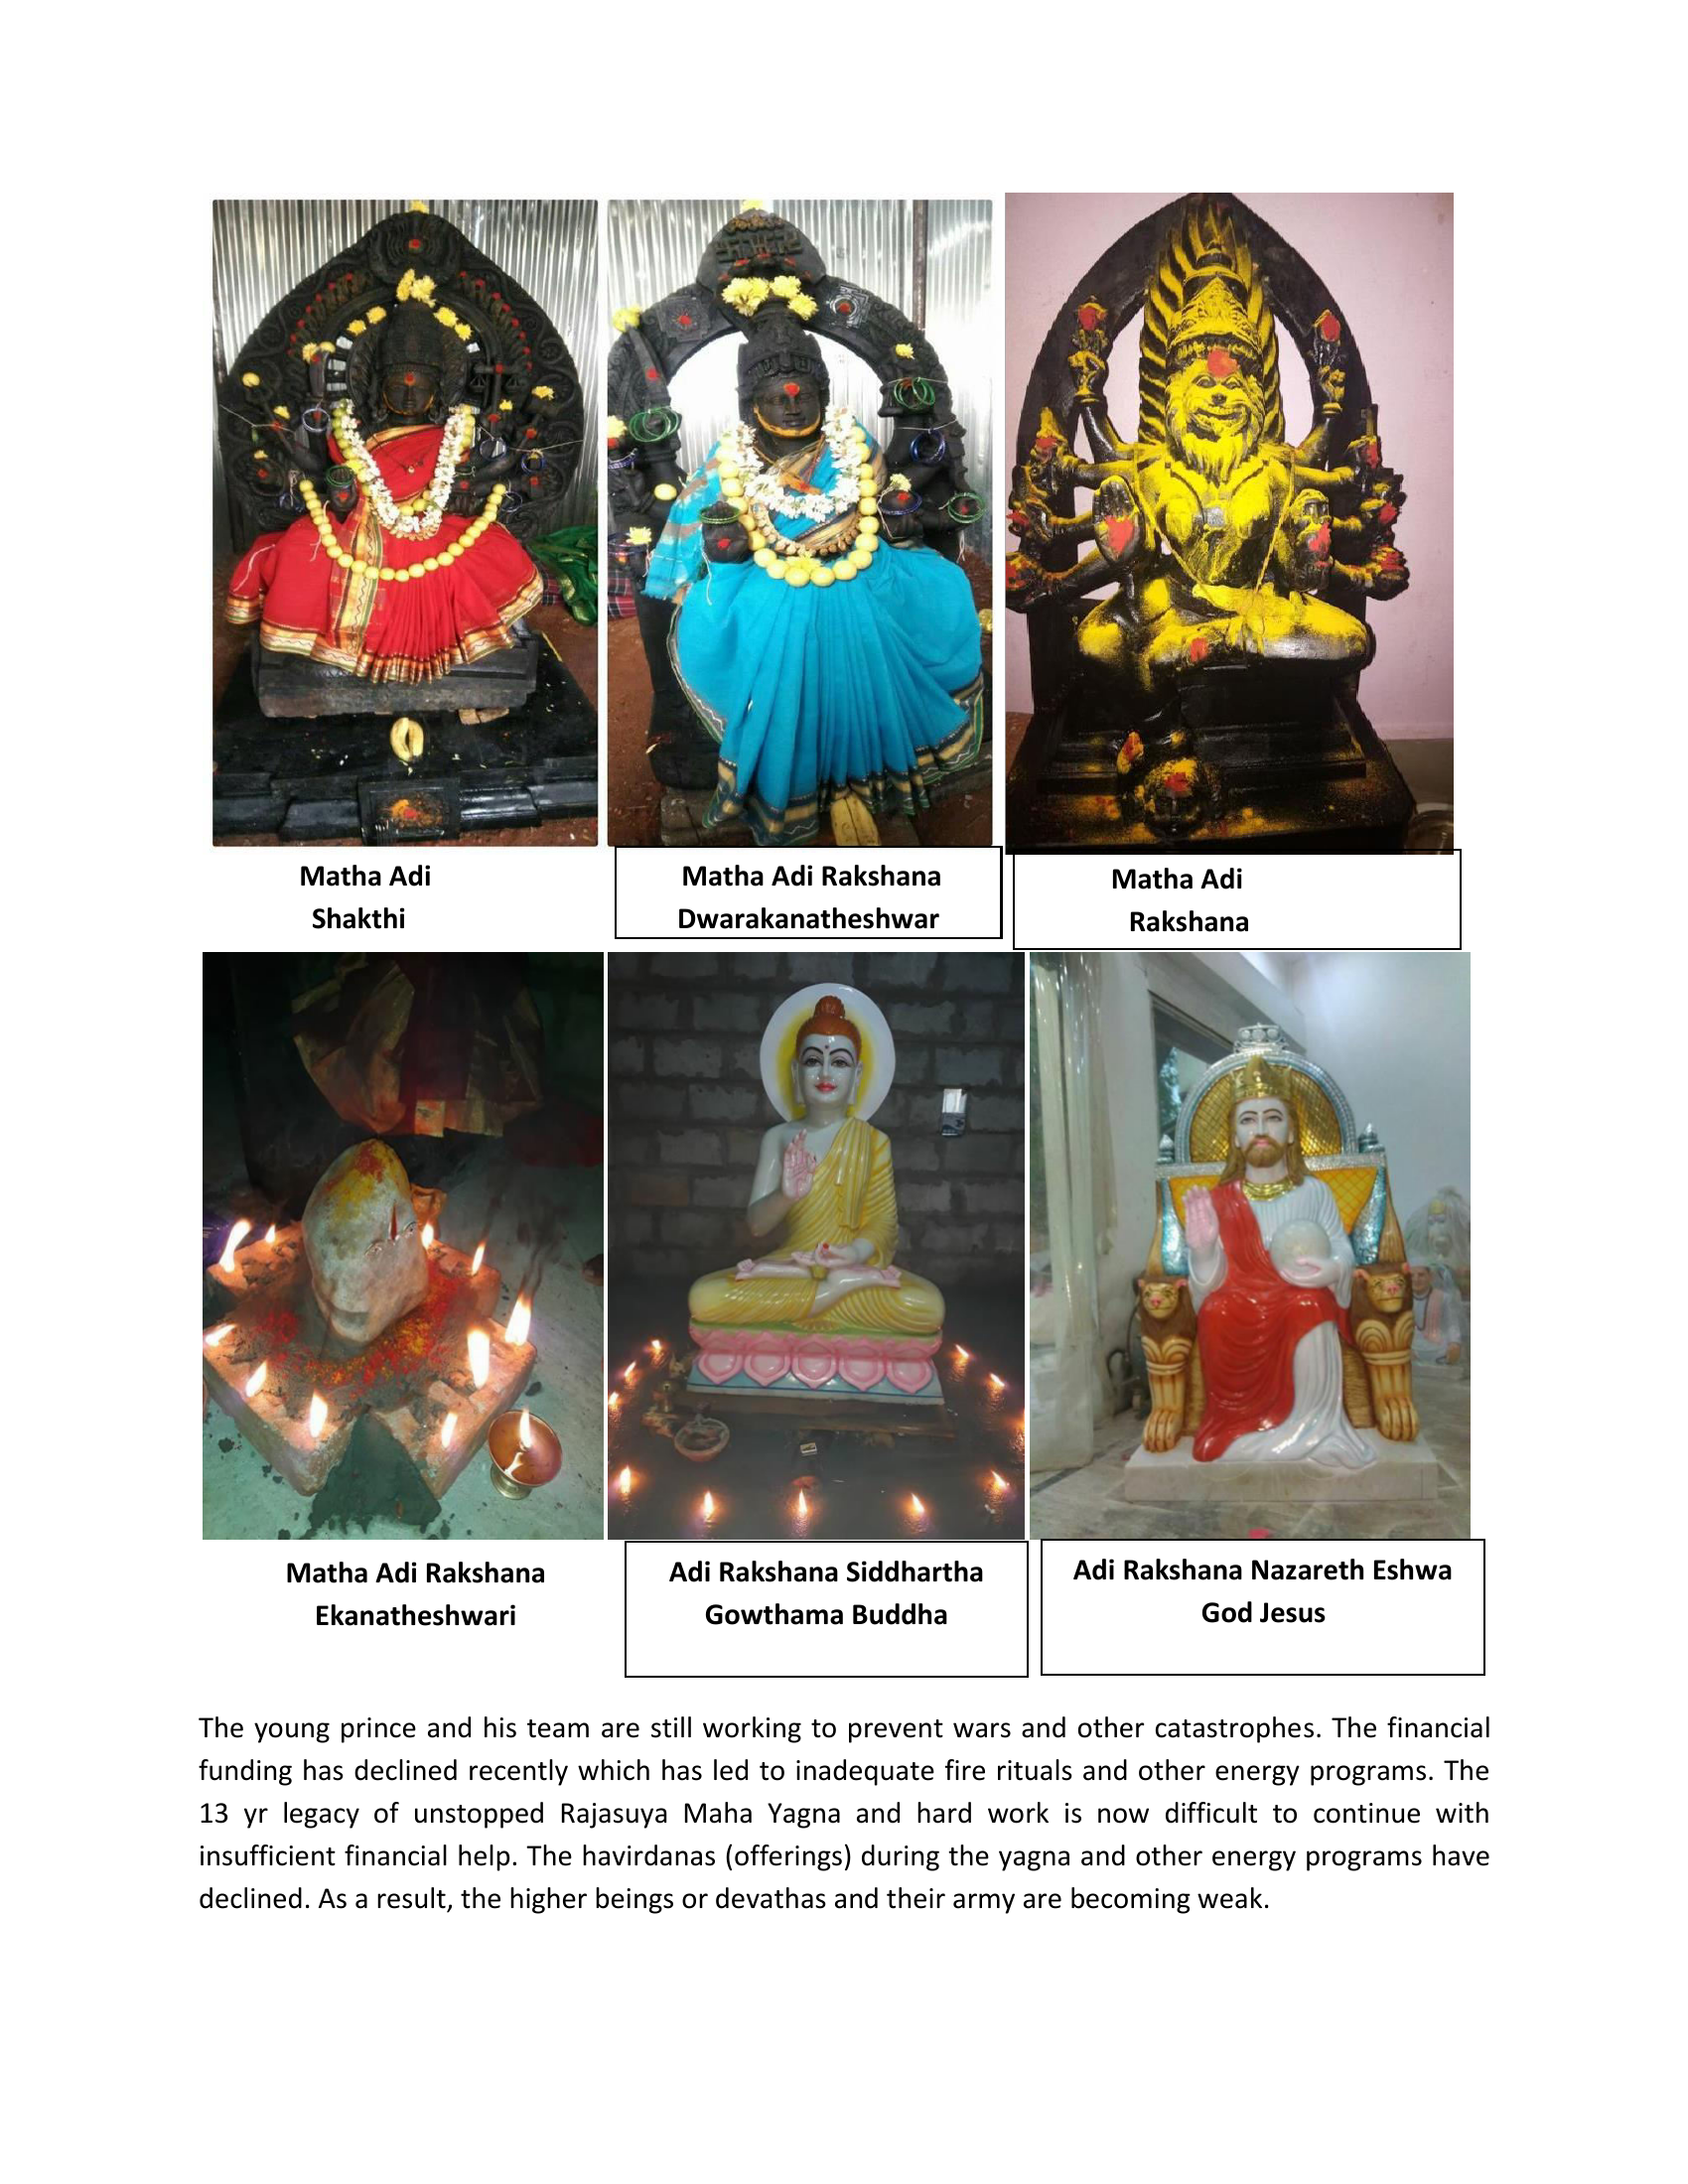 Matha Adi
Shakthi
Matha Adi Rakshana
Dwarakanatheshwar
Matha Adi
Rakshana
Matha Adi Rakshana
Ekanatheshwari
Adi Rakshana Siddhartha
Gowthama Buddha
Adi Rakshana Nazareth Eshwa
God Jesus
The young prince and his team are still working to prevent wars and other catastrophes. The financial
funding has declined recently which has led to inadequate fire rituals and other energy programs. The
13 yr legacy of unstopped Rajasuya Maha Yagna and hard work is now difficult to continue with
insufficient financial help. The havirdanas (offerings) during the yagna and other energy programs have
declined. As a result, the higher beings or devathas and their army are becoming weak.